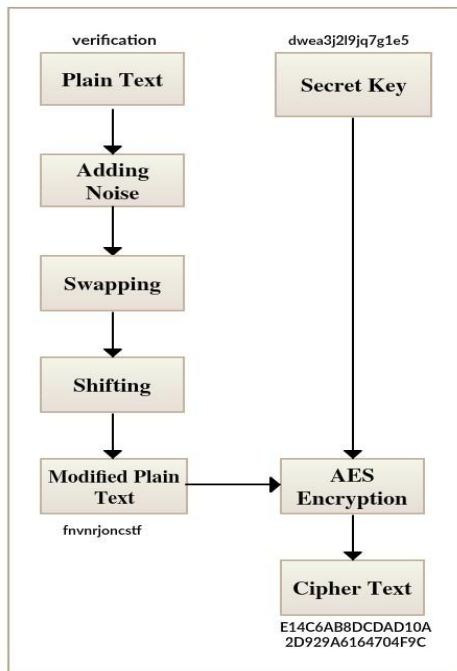 verification
Plain Text
Adding
Noise
Swapping
Shifting
Modified Plain
Text
fnvnrjoncstf
dwea3j2l9jq7g1e5
Secret Key
AES
Encryption
Cipher Text
E14C6AB8DCDAD10A
2D929A6164704F9C